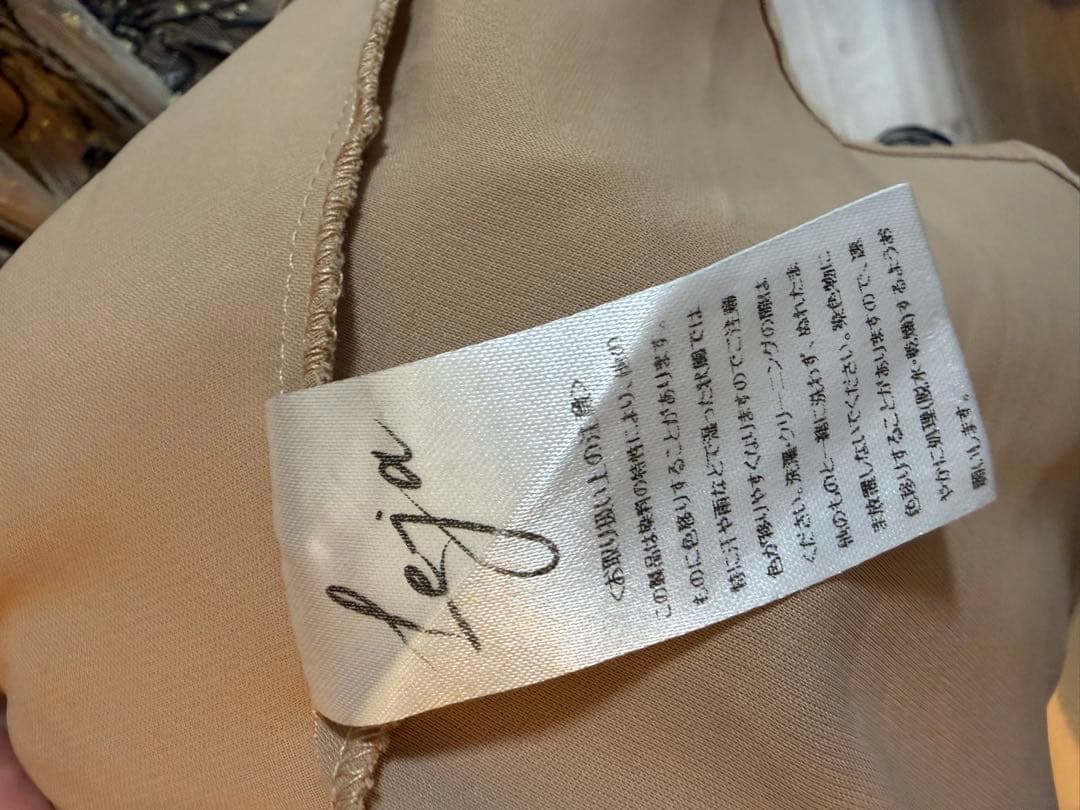 Leja
<お取り扱い上の注意>
この製品は染料の特性により、他の
ものに色移りすることがあります。
特に汗や雨などで湿った状態では
色が移りやすくなりますのでご注意
ください。洗濯・クリーニングの際は
他のものと一緒に洗わず、ぬれたま
ま放置しないでください。染色物に
色移りすることがありますので、速
やかに処理(脱水・乾燥)するようお
願いします。